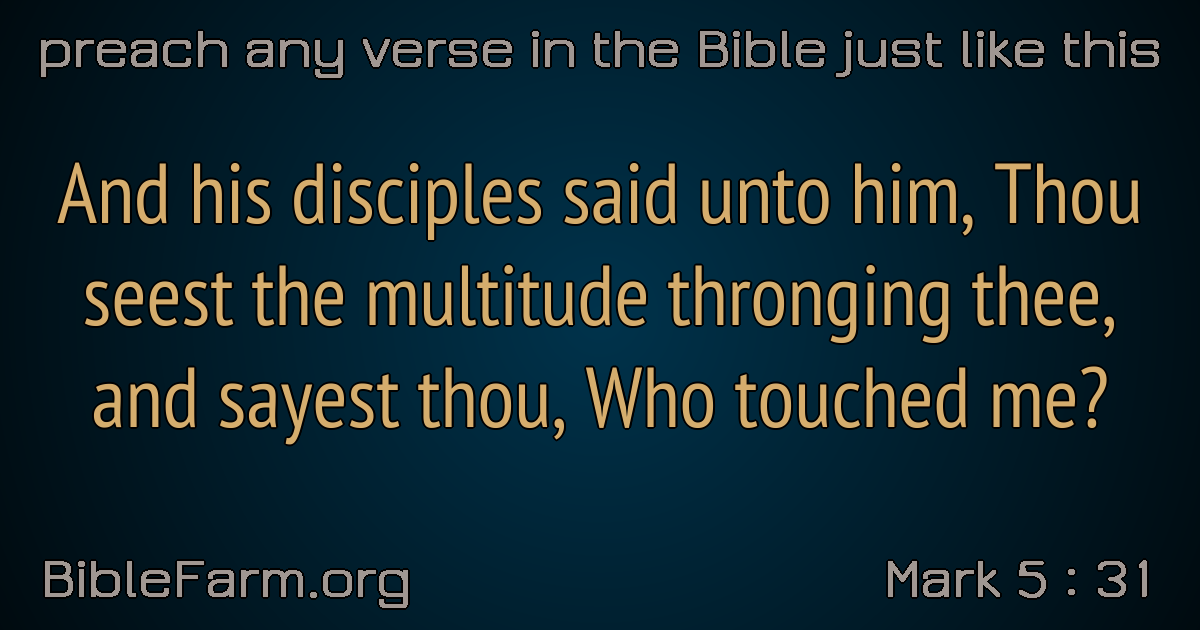 preach any verse in the Bible just like this
And his disciples said unto him, Thou
seest the multitude thronging thee,
and sayest thou, Who touched me?
BibleFarm.org
Mark 5 : 31